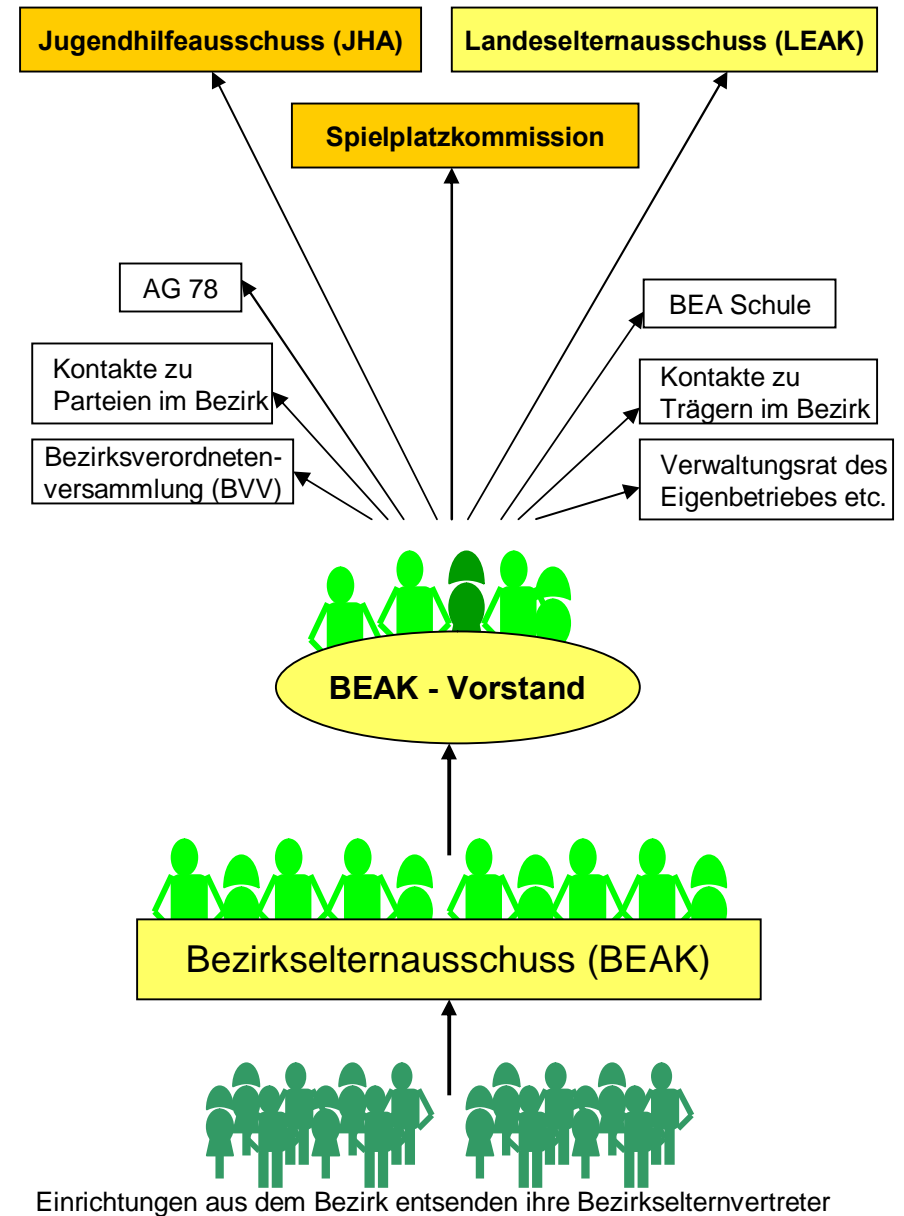 Jugendhilfeausschuss (JHA)
Landeselternausschuss (LEAK)
Spielplatzkommission
AG 78
BEA Schule
Kontakte zu
Parteien im Bezirk
Kontakte zu
Trägern im Bezirk
Bezirksverordneten-
versammlung (BVV)
Verwaltungsrat des
Eigenbetriebes etc.
BEAK - Vorstand
Bezirkselternausschuss (BEAK)
Einrichtungen aus dem Bezirk entsenden ihre Bezirkselternvertreter